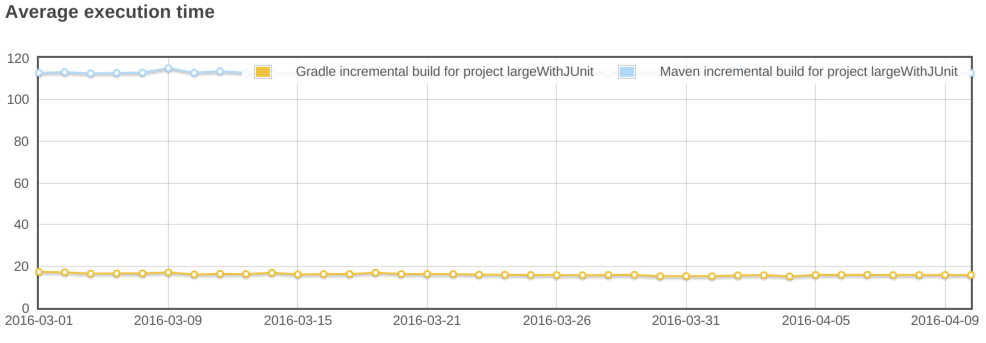 Average execution time
120
Gradle incremental build for project largeWithJUnit
Maven incremental build for project largeWithJUnit
100
80
60
40
20
0
2016-03-01 2016-03-09 2016-03-15 2016-03-21 2016-03-26 2016-03-31 2016-04-05 2016-04-09